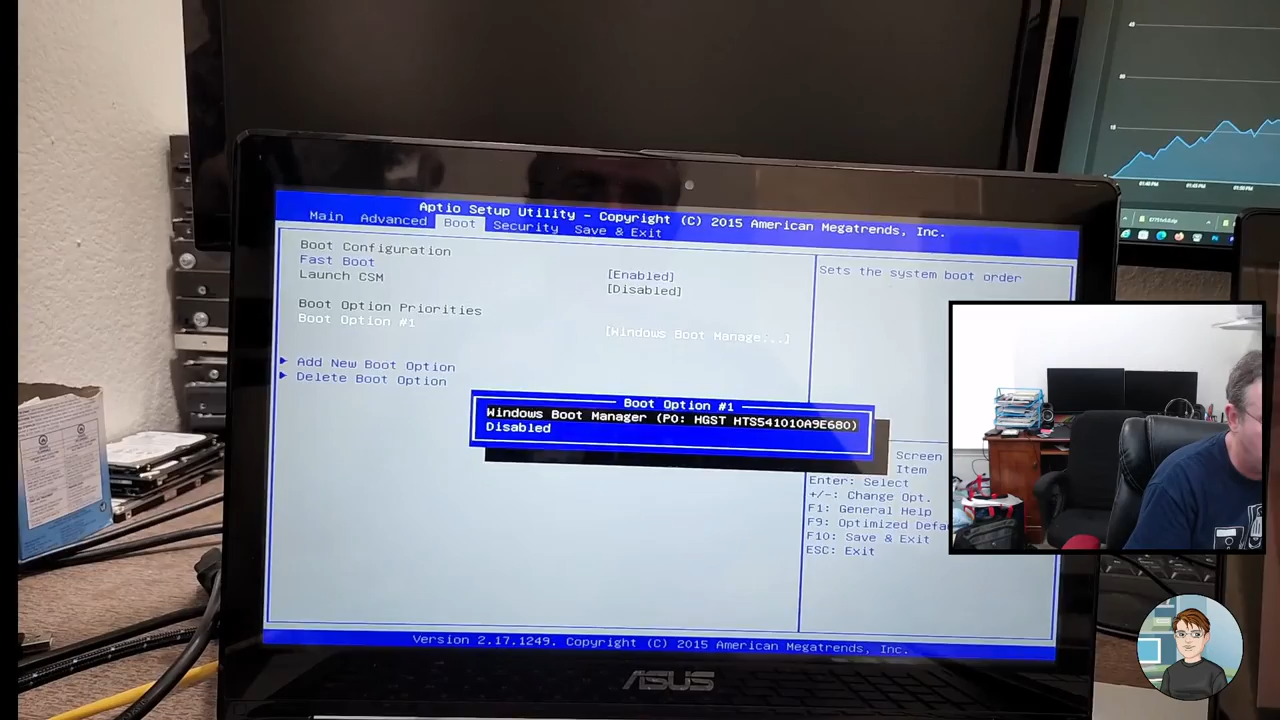 Aptio Setup Utility - Copyright (C) 2015 American Megatrends, Inc.
Main Advanced Boot Security Save & Exit
Boot Configuration
Fast Boot [Enabled]
Launch CSM [Disabled]
Boot Option Priorities
Boot Option #1 [Windows Boot Manage...]
Add New Boot Option
Delete Boot Option
Sets the system boot order
Boot Option #1
Windows Boot Manager (P0: HGST HTS541010A9E680)
Disabled
Screen
Item
Enter: Select
+/-: Change Opt.
F1: General Help
F9: Optimized Defa
F10: Save & Exit
ESC: Exit
Version 2.17.1249. Copyright (C) 2015 American Megatrends, Inc.
ASUS